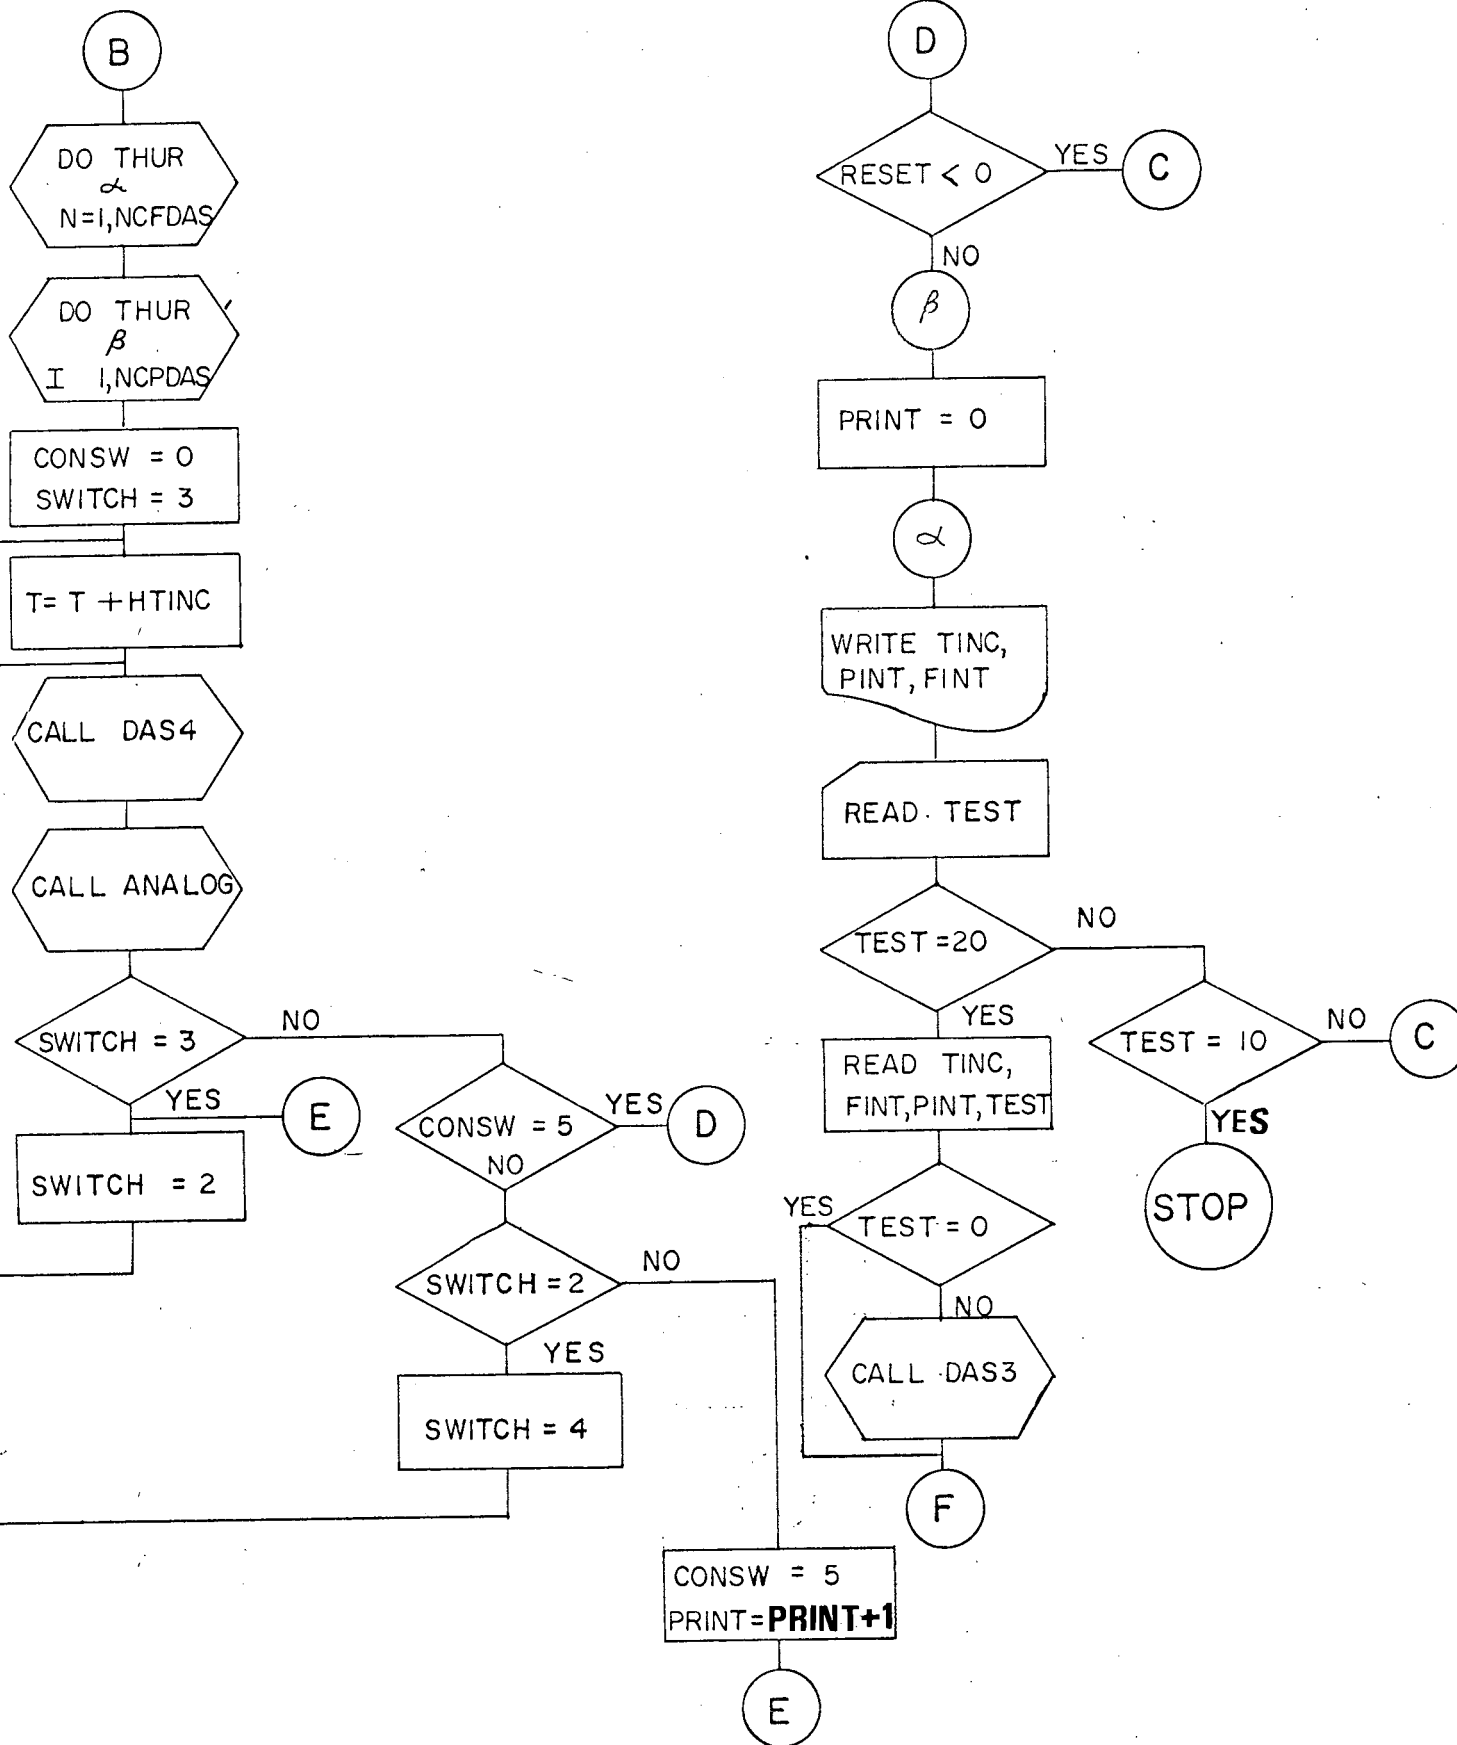 B
DO THUR
α
N=1,NCFDAS
DO THUR
β
I 1,NCPDAS
CONSW = 0
SWITCH = 3
T= T +HTINC
CALL DAS4
CALL ANALOG
SWITCH = 3
NO
YES
E
SWITCH = 2
CONSW = 5
YES
D
NO
SWITCH = 2
NO
YES
SWITCH = 4
CONSW = 5
PRINT=PRINT+1
E
D
RESET < 0
YES
C
NO
β
PRINT = 0
α
WRITE TINC,
PINT, FINT
READ TEST
TEST =20
NO
YES
TEST = 10
NO
C
YES
STOP
READ TINC,
FINT,PINT,TEST
YES
TEST = 0
NO
CALL DAS3
F